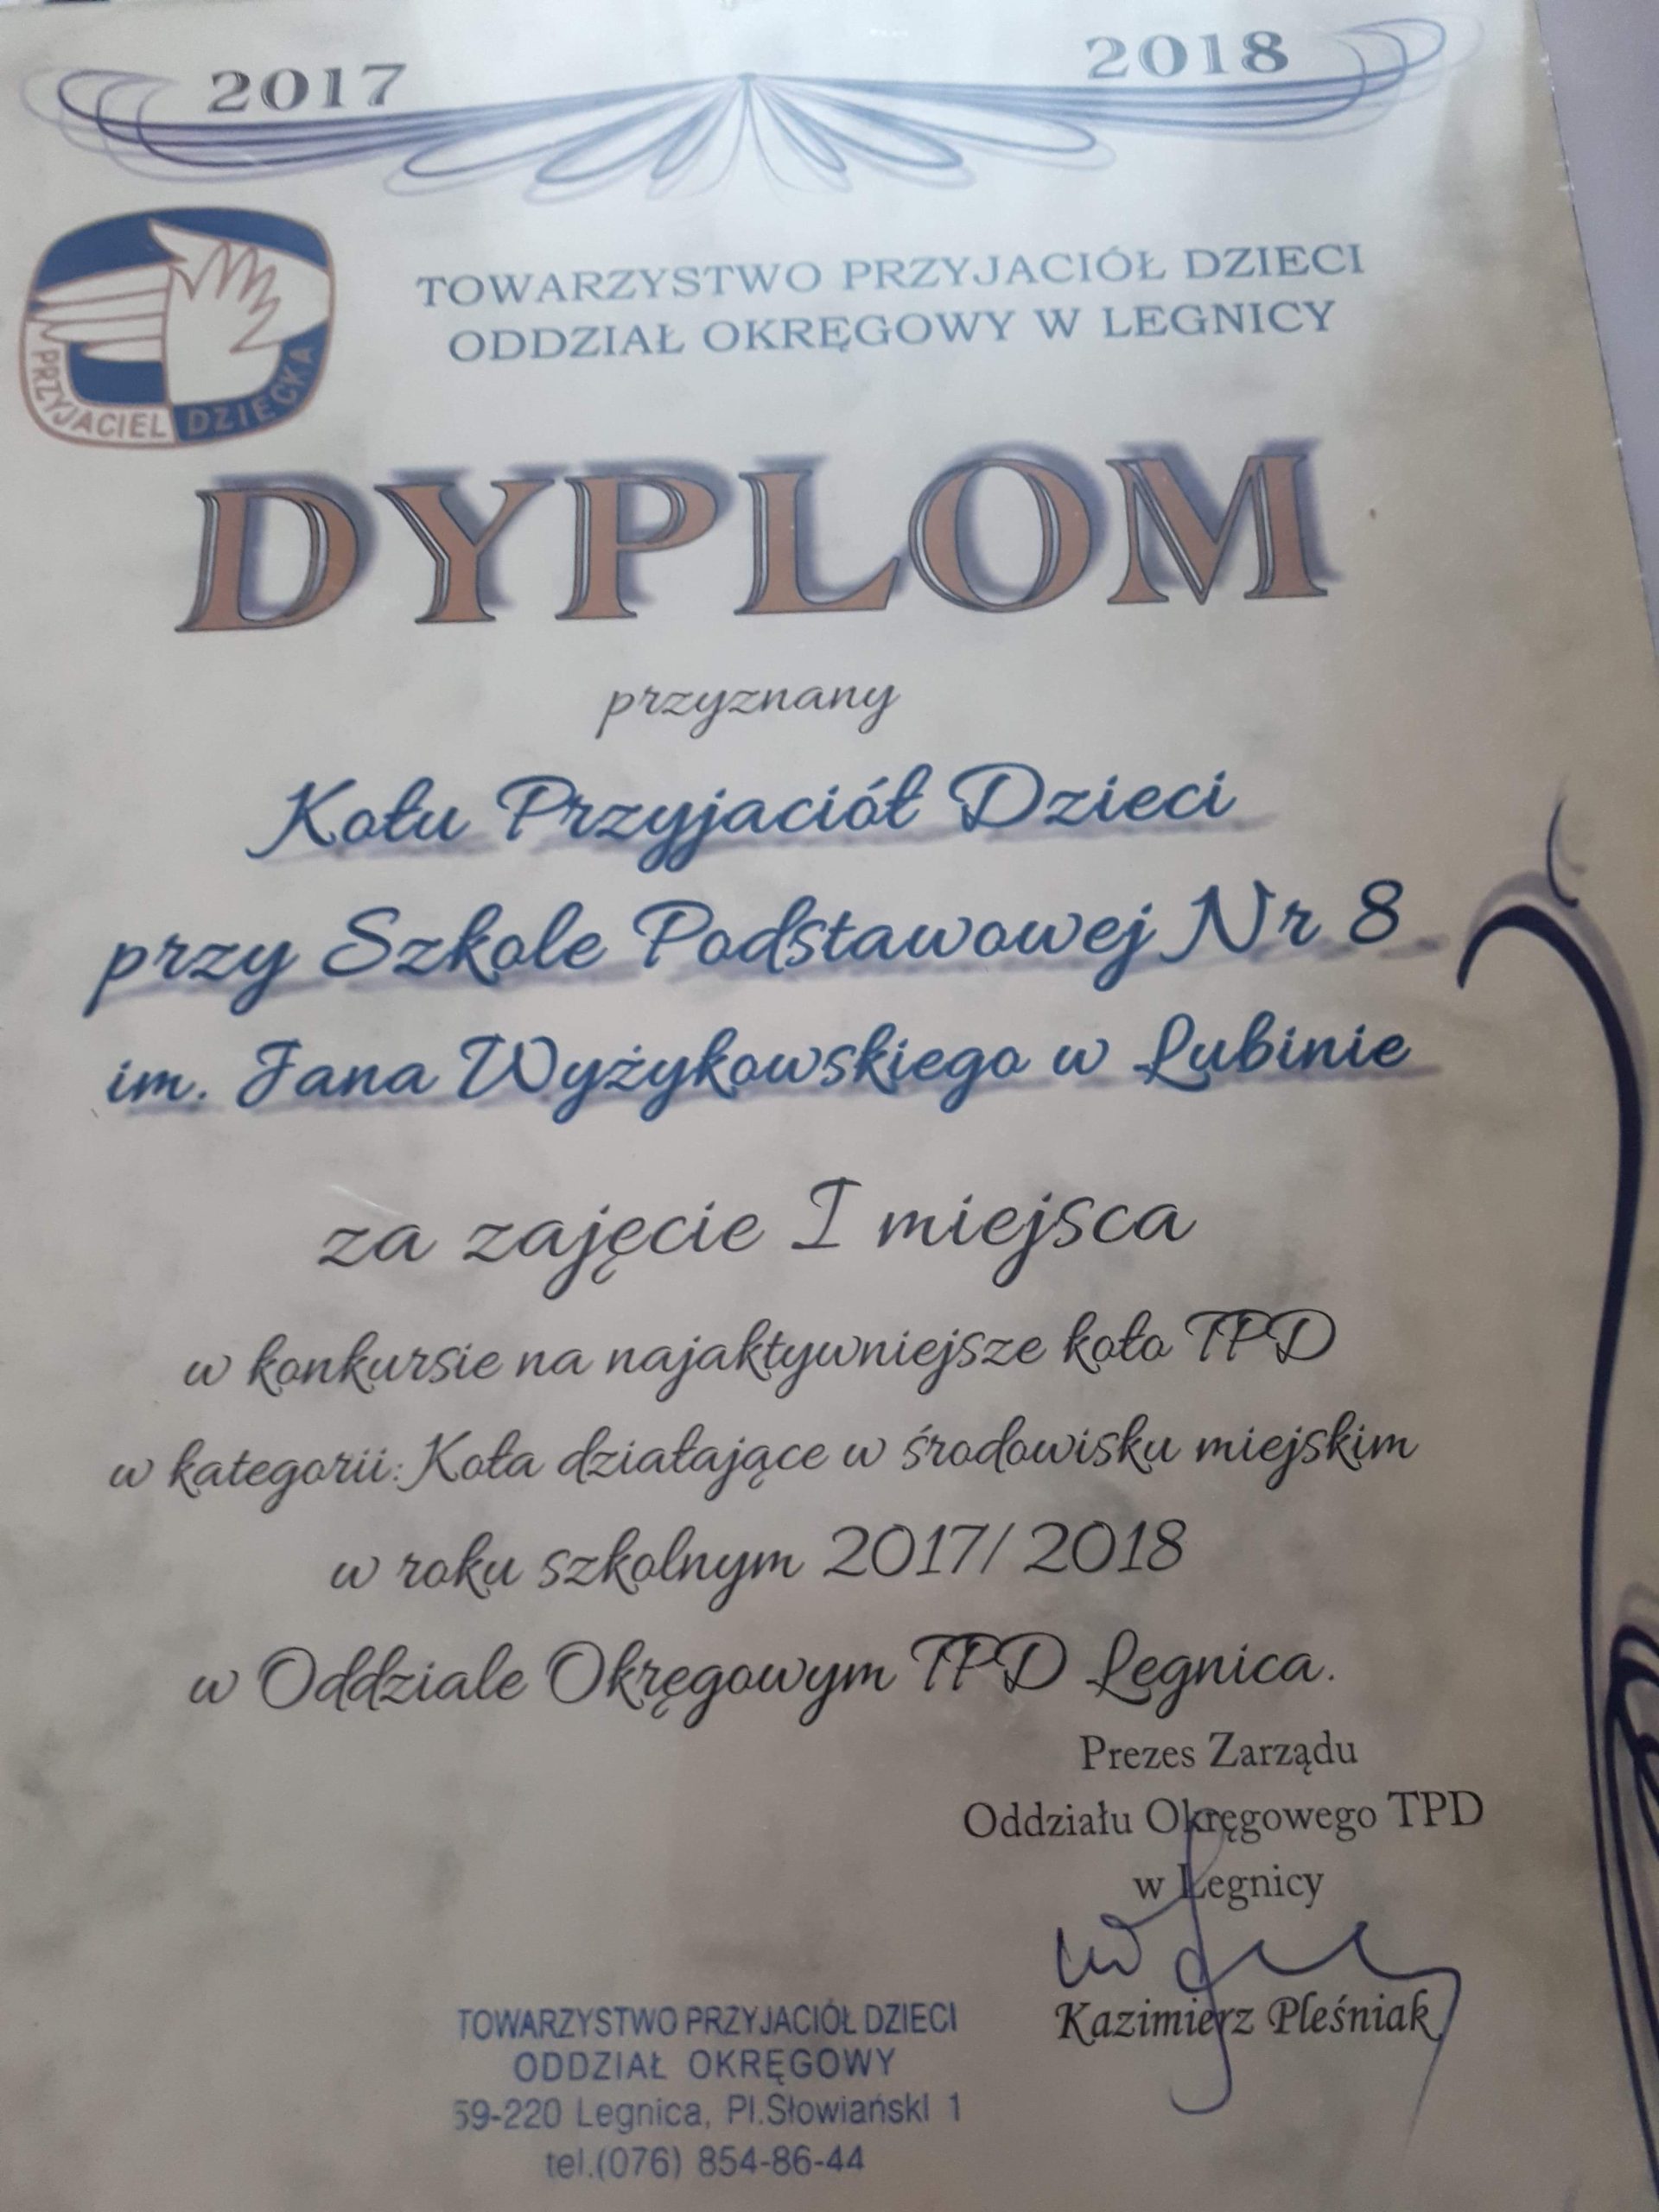 2017 2018
TOWARZYSTWO PRZYJACIÓŁ DZIECI
ODDZIAŁ OKRĘGOWY W LEGNICY
PRZYJACIEL DZIECKA
DYPLOM
przyznany
Kołu Przyjaciół Dzieci
przy Szkole Podstawowej Nr 8
im. Jana Wyżykowskiego w Lubinie
za zajęcie I miejsca
w konkursie na najaktywniejsze koło TPD
w kategorii: Koła działające w środowisku miejskim
w roku szkolnym 2017/2018
w Oddziale Okręgowym TPD Legnica.
Prezes Zarządu
Oddziału Okręgowego TPD
w Legnicy
Kazimierz Pleśniak
TOWARZYSTWO PRZYJACIÓŁ DZIECI
ODDZIAŁ OKRĘGOWY
59-220 Legnica, Pl.Słowiański 1
tel.(076) 854-86-44